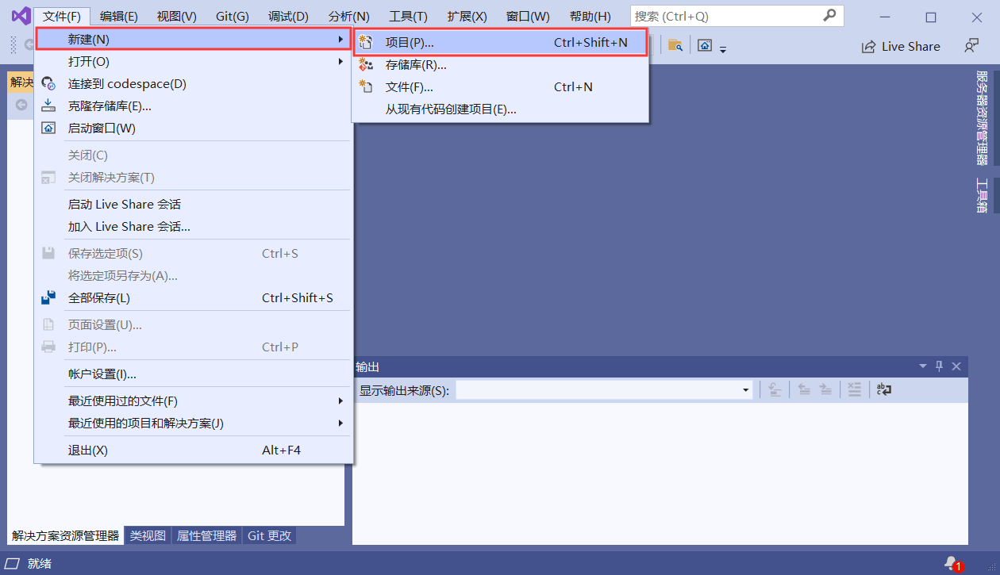 文件(F) 编辑(E) 视图(V) Git(G) 调试(D) 分析(N) 工具(T) 扩展(X) 窗口(W) 帮助(H) 搜索 (Ctrl+Q)
Live Share
解决
新建(N)
打开(O)
连接到 codespace(D)
克隆存储库(E)...
启动窗口(W)
关闭(C)
关闭解决方案(T)
启动 Live Share 会话
加入 Live Share 会话...
保存选定项(S) Ctrl+S
将选定项另存为(A)...
全部保存(L) Ctrl+Shift+S
页面设置(U)...
打印(P)... Ctrl+P
帐户设置(I)...
最近使用过的文件(F)
最近使用的项目和解决方案(J)
退出(X) Alt+F4
项目(P)... Ctrl+Shift+N
存储库(R)...
文件(F)... Ctrl+N
从现有代码创建项目(E)...
服务器资源管理器
工具箱
输出
显示输出来源(S):
解决方案资源管理器 类视图 属性管理器 Git 更改
就绪
1